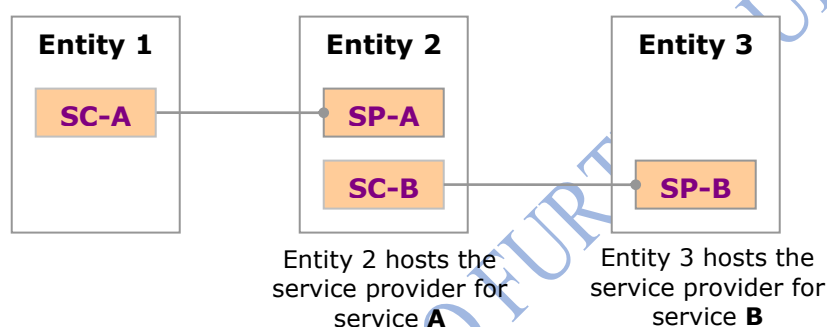 Entity 1
Entity 2
Entity 3
SC-A
SP-A
SC-B
SP-B
Entity 2 hosts the
service provider for
service A
Entity 3 hosts the
service provider for
service B